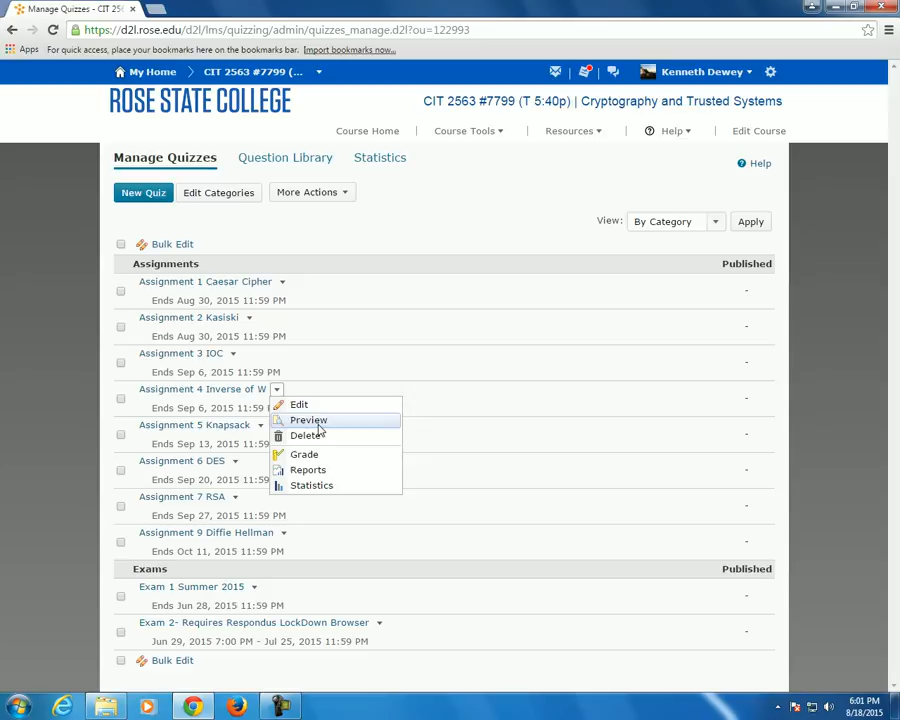 Manage Quizzes - CIT 256
https://d2l.rose.edu/d2l/lms/quizzing/admin/quizzes_manage.d2l?ou=122993
Apps For quick access, place your bookmarks here on the bookmarks bar. Import bookmarks now...
My Home CIT 2563 #7799 (... Kenneth Dewey
ROSE STATE COLLEGE
CIT 2563 #7799 (T 5:40p) | Cryptography and Trusted Systems
Course Home Course Tools Resources Help Edit Course
Manage Quizzes Question Library Statistics
Help
New Quiz Edit Categories More Actions
View: By Category Apply
Bulk Edit
Assignments Published
Assignment 1 Caesar Cipher
Ends Aug 30, 2015 11:59 PM -
Assignment 2 Kasiski
Ends Aug 30, 2015 11:59 PM -
Assignment 3 IOC
Ends Sep 6, 2015 11:59 PM -
Assignment 4 Inverse of W
Ends Sep 6, 2015 11:59 PM -
Edit
Preview
Delete
Grade
Reports
Statistics
Assignment 5 Knapsack
Ends Sep 13, 2015 11:59 PM -
Assignment 6 DES
Ends Sep 20, 2015 11:59 PM -
Assignment 7 RSA
Ends Sep 27, 2015 11:59 PM -
Assignment 9 Diffie Hellman
Ends Oct 11, 2015 11:59 PM -
Exams Published
Exam 1 Summer 2015
Ends Jun 28, 2015 11:59 PM -
Exam 2- Requires Respondus LockDown Browser
Jun 29, 2015 7:00 PM - Jul 25, 2015 11:59 PM -
Bulk Edit
6:01 PM
8/18/2015